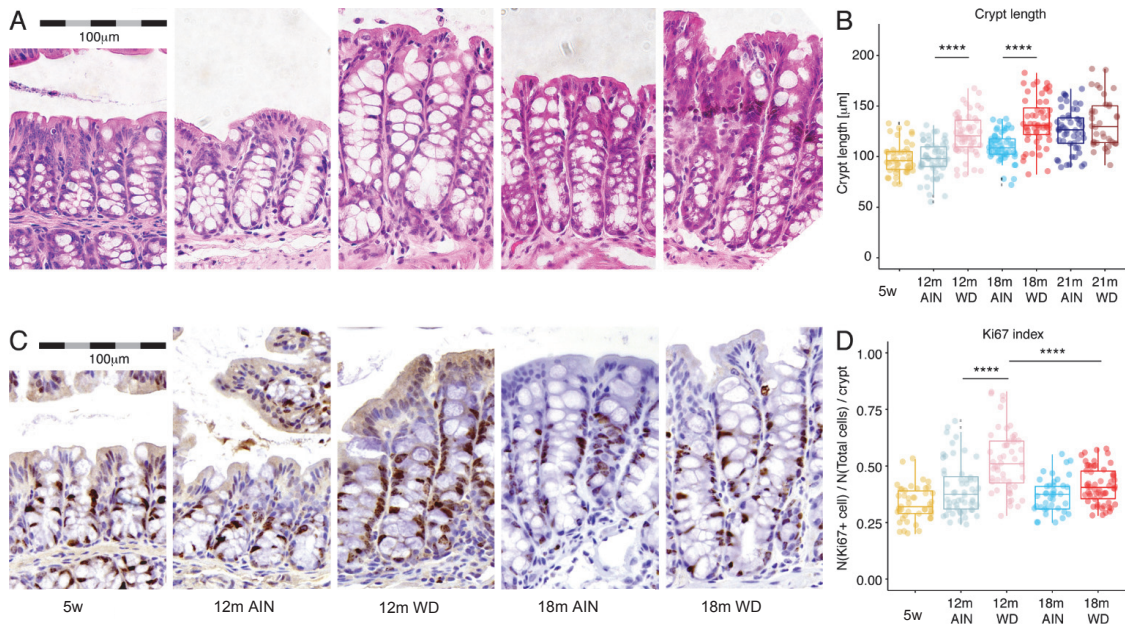 A
100μm
B
Crypt length
****
****
Crypt length [μm]
200
150
100
50
0
5w
12m AIN
12m WD
18m AIN
18m WD
21m AIN
21m WD
C
100μm
5w
12m AIN
12m WD
18m AIN
18m WD
D
Ki67 index
****
****
N(Ki67+ cell) / N(Total cells) / crypt
1.00
0.75
0.50
0.25
0.00
5w
12m AIN
12m WD
18m AIN
18m WD